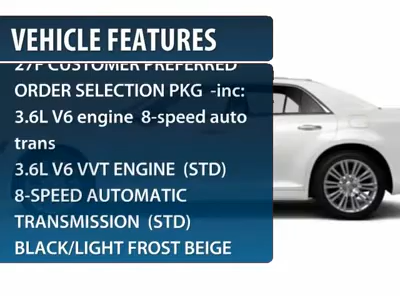 VEHICLE FEATURES
27F CUSTOMER PREFERRED
ORDER SELECTION PKG -inc:
3.6L V6 engine 8-speed auto
trans
3.6L V6 VVT ENGINE (STD)
8-SPEED AUTOMATIC
TRANSMISSION (STD)
BLACK/LIGHT FROST BEIGE